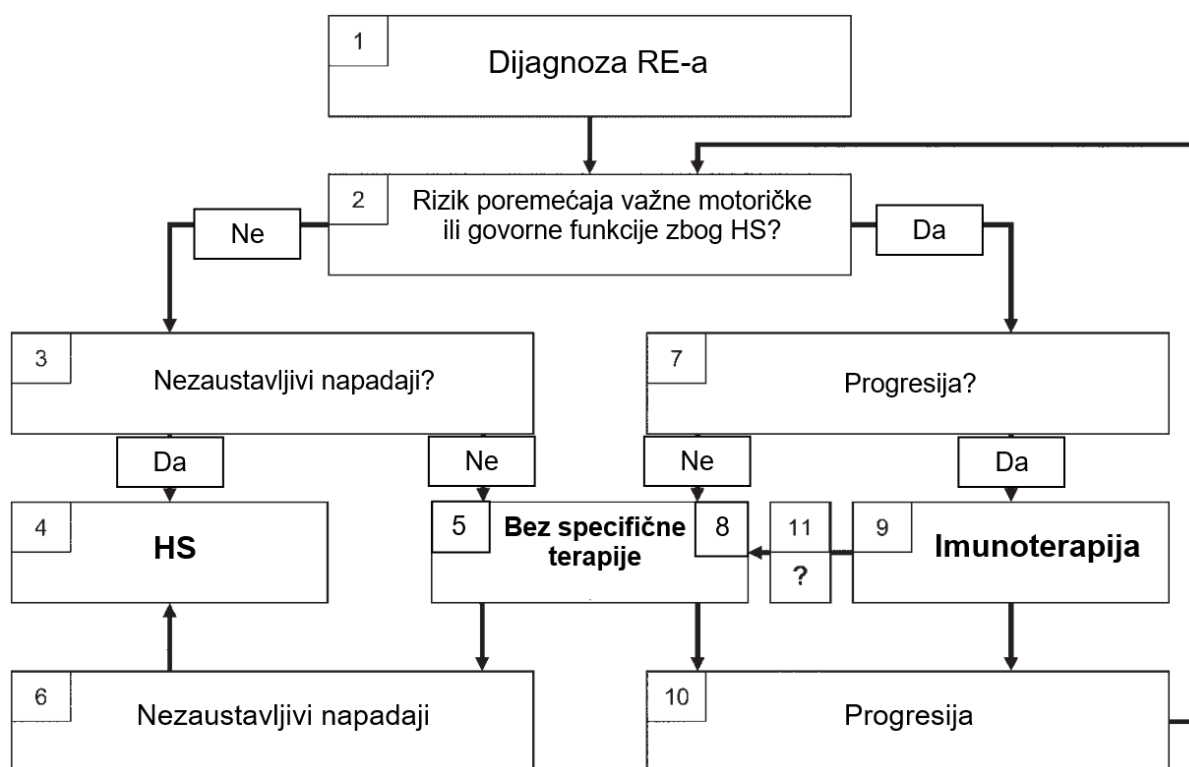 1
Dijagnoza RE-a
2
Rizik poremećaja važne motoričke
ili govorne funkcije zbog HS?
Ne
Da
3
Nezaustavljivi napadaji?
7
Progresija?
Da
Ne
Ne
Da
4
HS
5
Bez specifične
terapije
8
11
?
9
Imunoterapija
6
Nezaustavljivi napadaji
10
Progresija